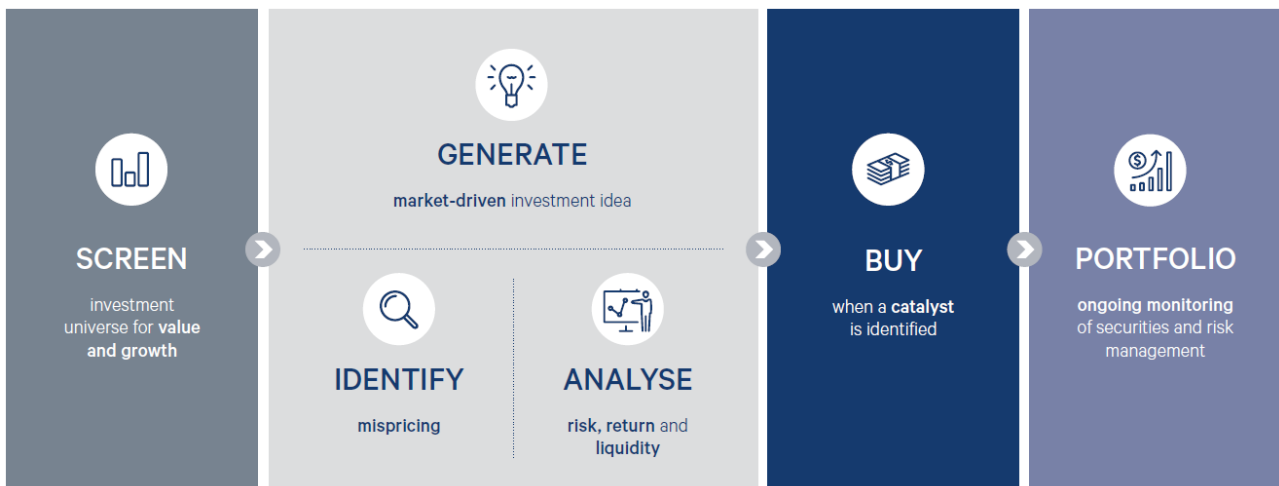 SCREEN
investment
universe for value
and growth
GENERATE
market-driven investment idea
IDENTIFY
mispricing
ANALYSE
risk, return and
liquidity
BUY
when a catalyst
is identified
PORTFOLIO
ongoing monitoring
of securities and risk
management